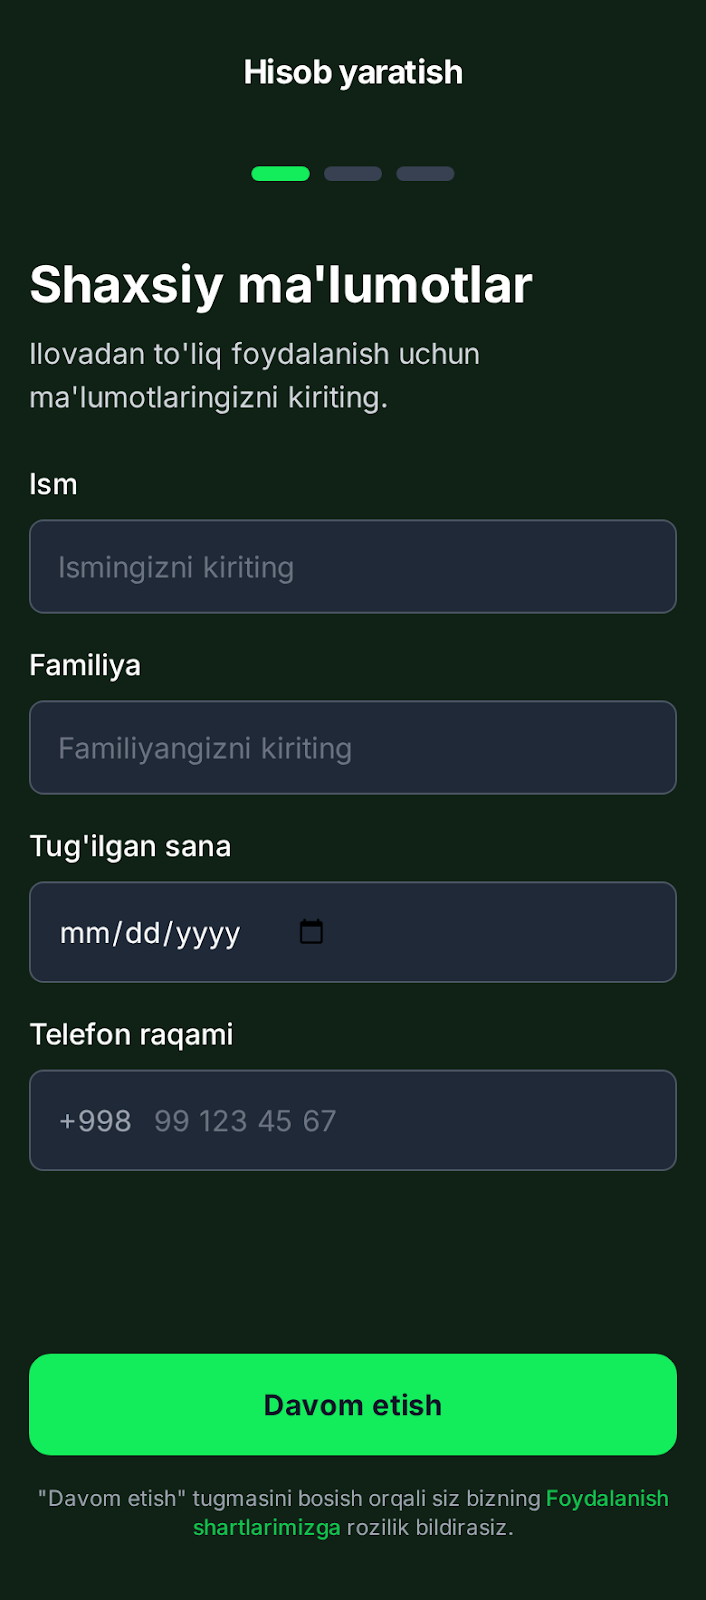 Hisob yaratish
Shaxsiy ma'lumotlar
Ilovadan to'liq foydalanish uchun
ma'lumotlaringizni kiriting.
Ism
Ismingizni kiriting
Familiya
Familiyangizni kiriting
Tug'ilgan sana
mm/dd/yyyy
Telefon raqami
+998 99 123 45 67
Davom etish
"Davom etish" tugmasini bosish orqali siz bizning Foydalanish
shartlarimizga rozilik bildirasiz.